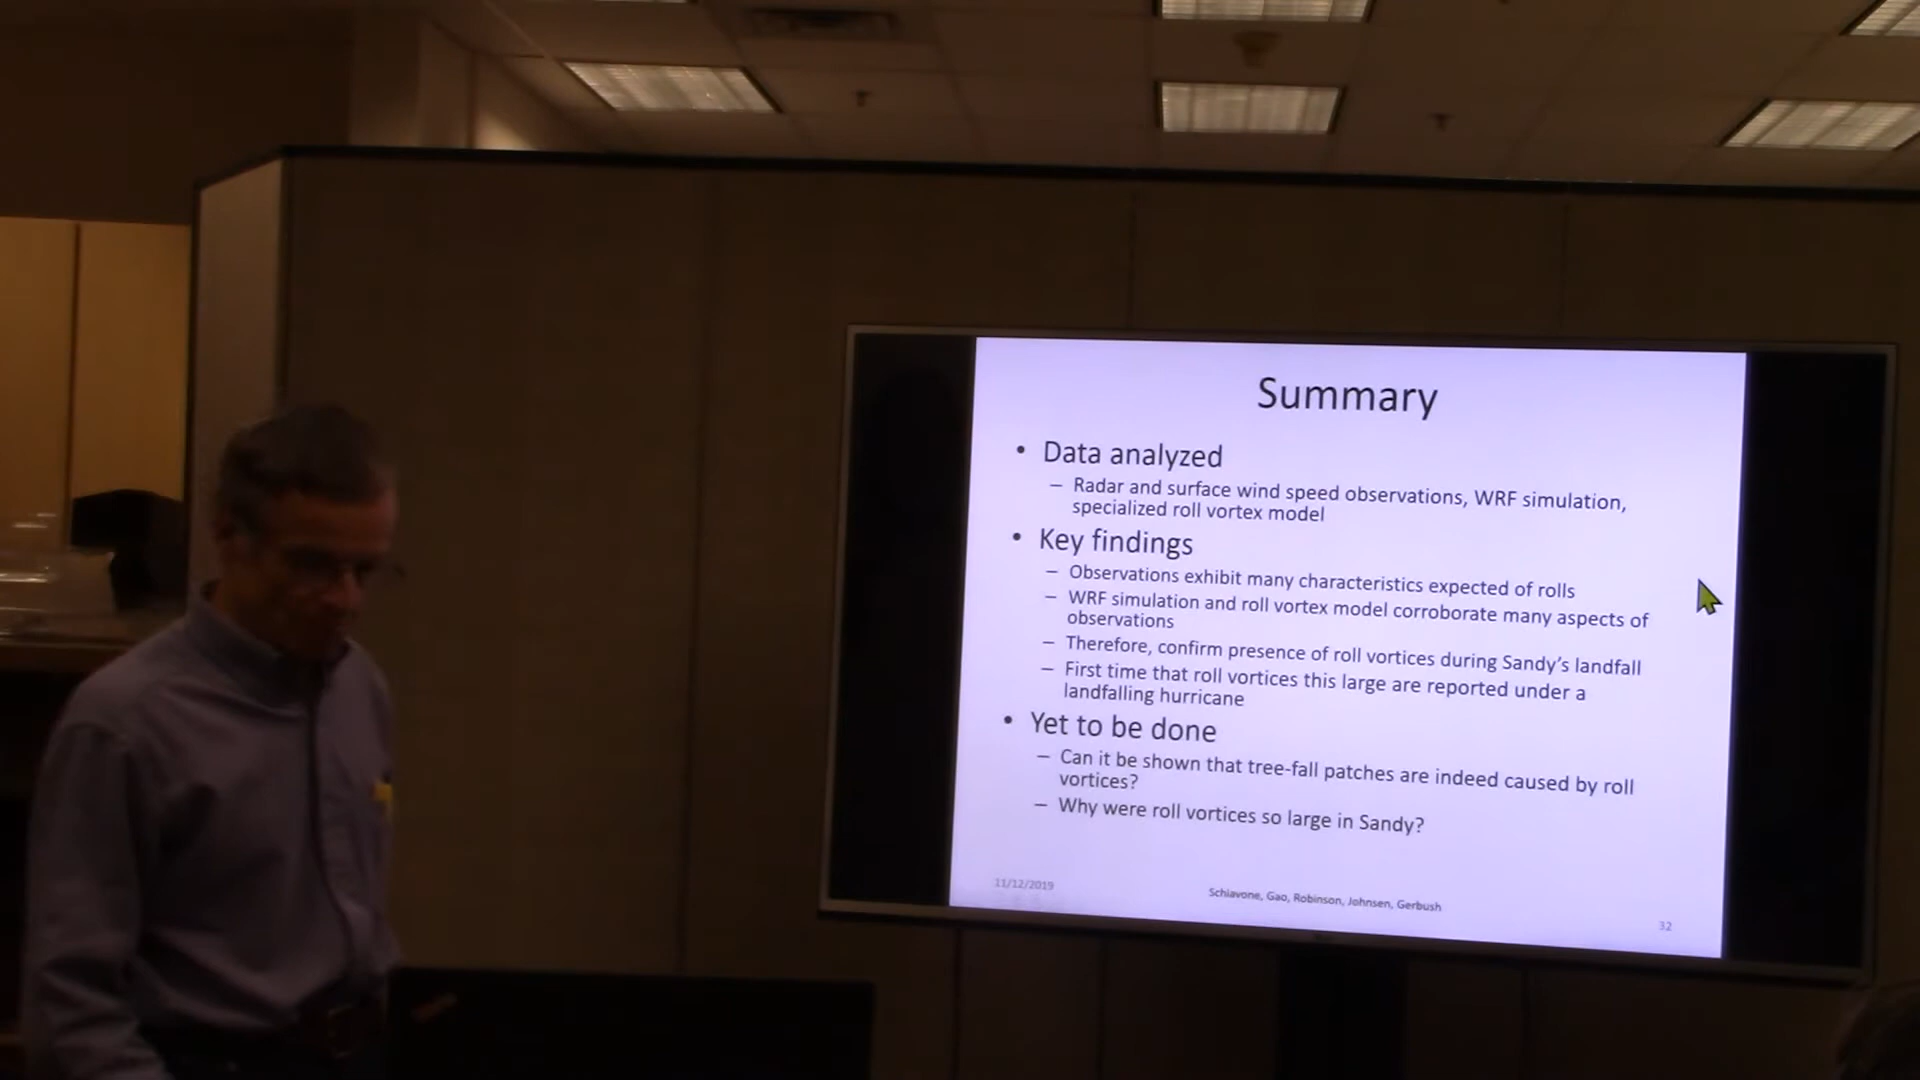 Summary
• Data analyzed
– Radar and surface wind speed observations, WRF simulation,
specialized roll vortex model
• Key findings
– Observations exhibit many characteristics expected of rolls
– WRF simulation and roll vortex model corroborate many aspects of
observations
– Therefore, confirm presence of roll vortices during Sandy's landfall
– First time that roll vortices this large are reported under a
landfalling hurricane
• Yet to be done
– Can it be shown that tree-fall patches are indeed caused by roll
vortices?
– Why were roll vortices so large in Sandy?
11/12/2019
Schiavone, Gao, Robinson, Johnsen, Gerbush
32